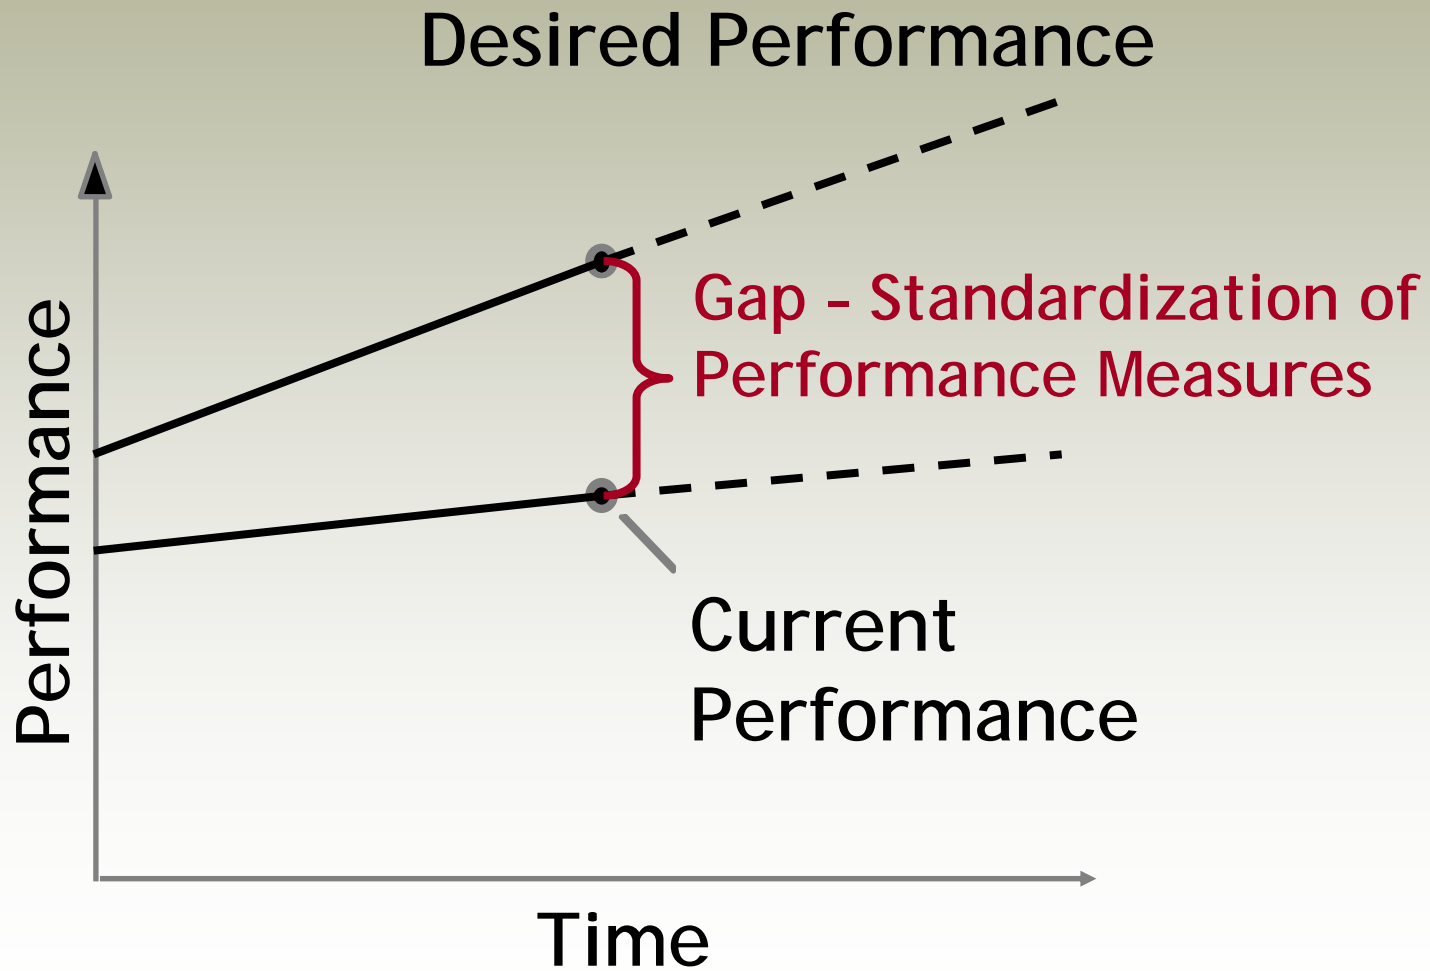 Desired Performance
Gap - Standardization of
Performance Measures
Current
Performance
Performance
Time